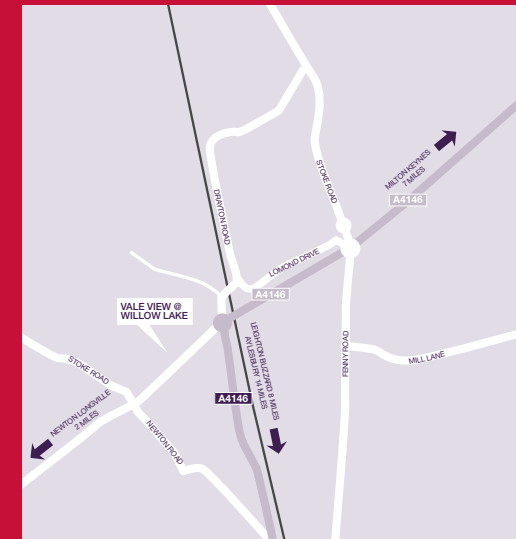 STOKE ROAD
MILTON KEYNES
7 MILES
A4146
DRAYTON ROAD
LOMOND DRIVE
A4146
VALE VIEW @
WILLOW LAKE
LEIGHTON BUZZARD 8 MILES
AYLESBURY 14 MILES
FENNY ROAD
MILL LANE
STOKE ROAD
A4146
NEWTON LONGVILLE
2 MILES
NEWTON ROAD